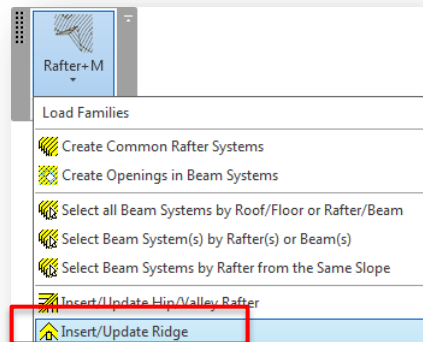 Rafter+M
Load Families
Create Common Rafter Systems
Create Openings in Beam Systems
Select all Beam Systems by Roof/Floor or Rafter/Beam
Select Beam System(s) by Rafter(s) or Beam(s)
Select Beam Systems by Rafter from the Same Slope
Insert/Update Hip/Valley Rafter
Insert/Update Ridge